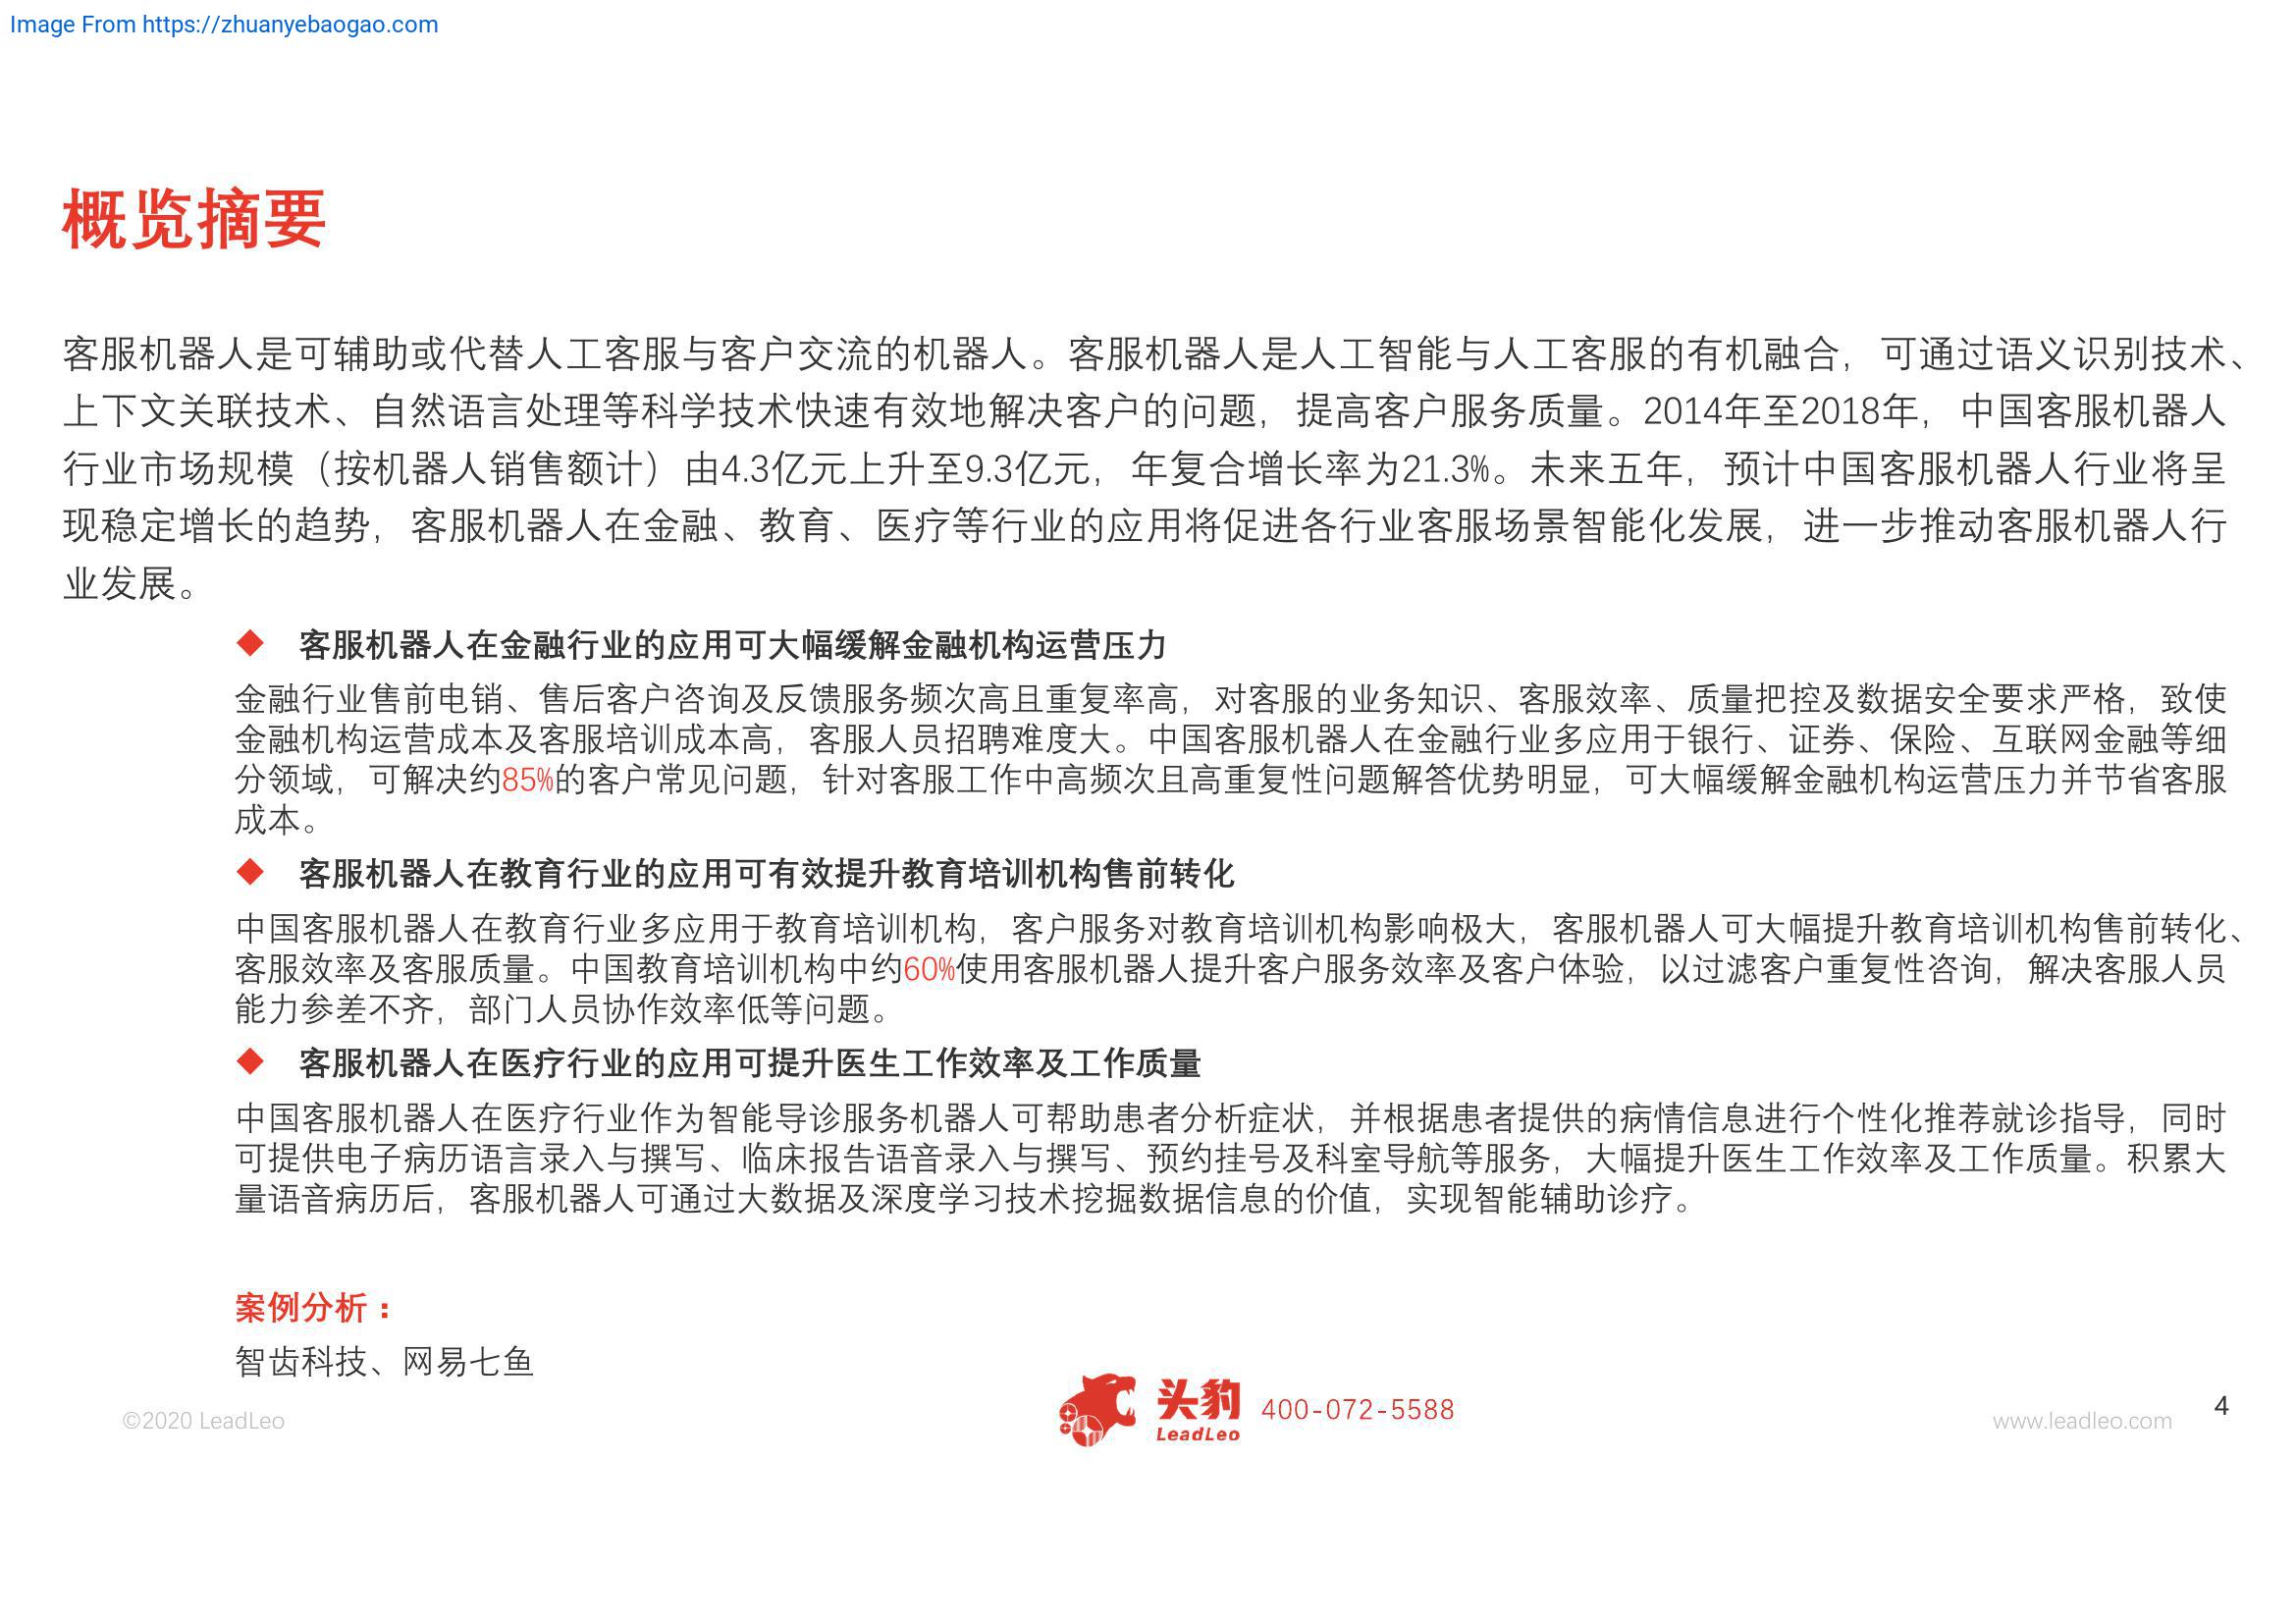 Image From https://zhuanyebaogao.com
概览摘要
客服机器人是可辅助或代替人工客服与客户交流的机器人。客服机器人是人工智能与人工客服的有机融合，可通过语义识别技术、
上下文关联技术、自然语言处理等科学技术快速有效地解决客户的问题，提高客户服务质量。2014年至2018年，中国客服机器人
行业市场规模（按机器人销售额计）由4.3亿元上升至9.3亿元，年复合增长率为21.3%。未来五年，预计中国客服机器人行业将呈
现稳定增长的趋势，客服机器人在金融、教育、医疗等行业的应用将促进各行业客服场景智能化发展，进一步推动客服机器人行
业发展。
◆ 客服机器人在金融行业的应用可大幅缓解金融机构运营压力
金融行业售前电销、售后客户咨询及反馈服务频次高且重复率高，对客服的业务知识、客服效率、质量把控及数据安全要求严格，致使
金融机构运营成本及客服培训成本高，客服人员招聘难度大。中国客服机器人在金融行业多应用于银行、证券、保险、互联网金融等细
分领域，可解决约85%的客户常见问题，针对客服工作中高频次且高重复性问题解答优势明显，可大幅缓解金融机构运营压力并节省客服
成本。
◆ 客服机器人在教育行业的应用可有效提升教育培训机构售前转化
中国客服机器人在教育行业多应用于教育培训机构，客户服务对教育培训机构影响极大，客服机器人可大幅提升教育培训机构售前转化、
客服效率及客服质量。中国教育培训机构中约60%使用客服机器人提升客户服务效率及客户体验，以过滤客户重复性咨询，解决客服人员
能力参差不齐，部门人员协作效率低等问题。
◆ 客服机器人在医疗行业的应用可提升医生工作效率及工作质量
中国客服机器人在医疗行业作为智能导诊服务机器人可帮助患者分析症状，并根据患者提供的病情信息进行个性化推荐就诊指导，同时
可提供电子病历语言录入与撰写、临床报告语音录入与撰写、预约挂号及科室导航等服务，大幅提升医生工作效率及工作质量。积累大
量语音病历后，客服机器人可通过大数据及深度学习技术挖掘数据信息的价值，实现智能辅助诊疗。
案例分析：
智齿科技、网易七鱼
©2020 LeadLeo
头豹
LeadLeo
400-072-5588
www.leadleo.com
4